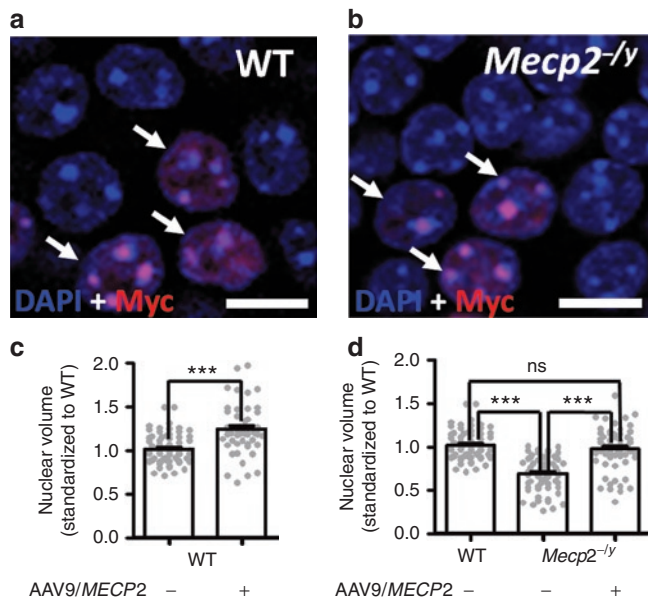 a
WT
DAPI + Myc
b
Mecp2−/y
DAPI + Myc
c
Nuclear volume
(standardized to WT)
2.0
1.5
1.0
0.5
0.0
***
WT
AAV9/MECP2 − +
d
Nuclear volume
(standardized to WT)
2.0
1.5
1.0
0.5
0.0
ns
*** ***
WT Mecp2−/y
AAV9/MECP2 − − +